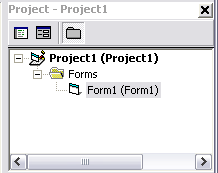 Project - Project1
Project1 (Project1)
Forms
Form1 (Form1)